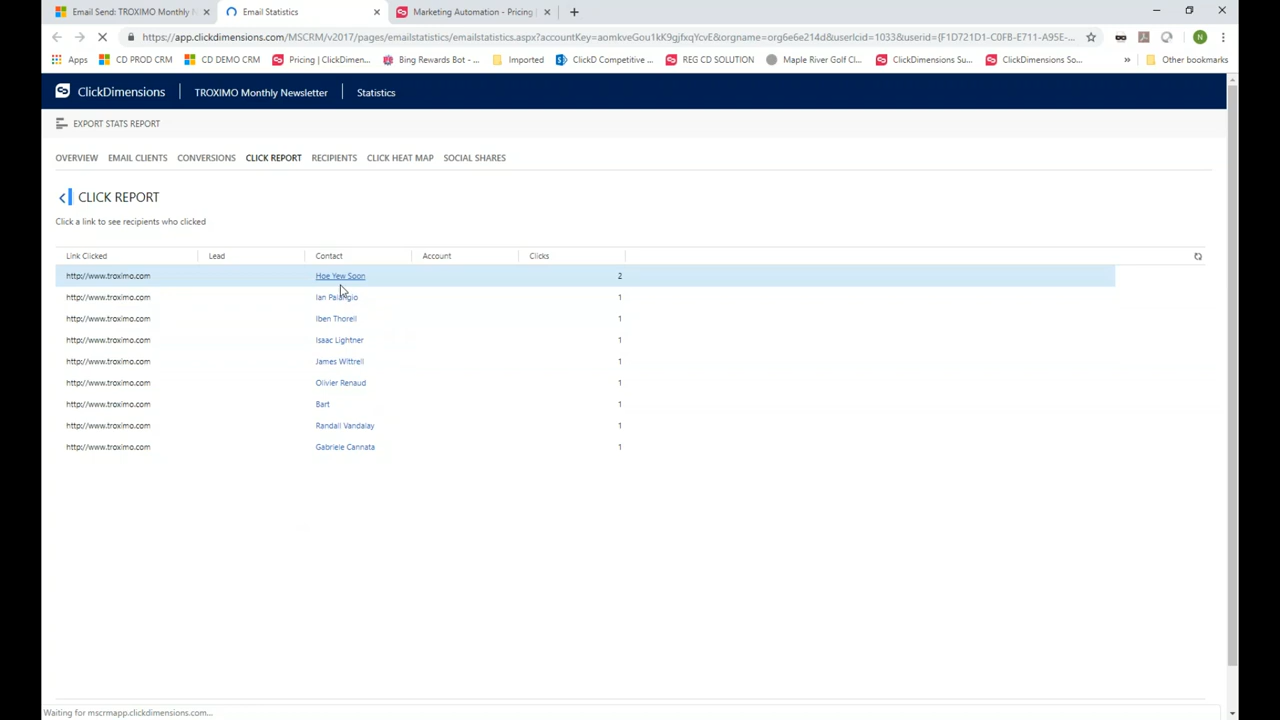 Email Send: TROXIMO Monthly
Email Statistics
Marketing Automation - Pricing
https://app.clickdimensions.com/MSCRM/v2017/pages/emailstatistics/emailstatistics.aspx?accountKey=aomkveGou1kK9gjfxqYcvE&orgname=org6e6e214d&userlcid=1033&userid={F1D721D1-C0FB-E711-A95E-...
N
Apps
CD PROD CRM
CD DEMO CRM
Pricing | ClickDimen...
Bing Rewards Bot - ...
Imported
ClickD Competitive ...
REG CD SOLUTION
Maple River Golf Cl...
ClickDimensions Su...
ClickDimensions So...
»
Other bookmarks
ClickDimensions
TROXIMO Monthly Newsletter
Statistics
EXPORT STATS REPORT
OVERVIEW EMAIL CLIENTS CONVERSIONS CLICK REPORT RECIPIENTS CLICK HEAT MAP SOCIAL SHARES
CLICK REPORT
Click a link to see recipients who clicked
Link Clicked Lead Contact Account Clicks
http://www.troximo.com Hoe Yew Soon 2
http://www.troximo.com Ian Palangio 1
http://www.troximo.com Iben Thorell 1
http://www.troximo.com Isaac Lightner 1
http://www.troximo.com James Wittrell 1
http://www.troximo.com Olivier Renaud 1
http://www.troximo.com Bart 1
http://www.troximo.com Randall Vandalay 1
http://www.troximo.com Gabriele Cannata 1
Waiting for mscrmapp.clickdimensions.com...